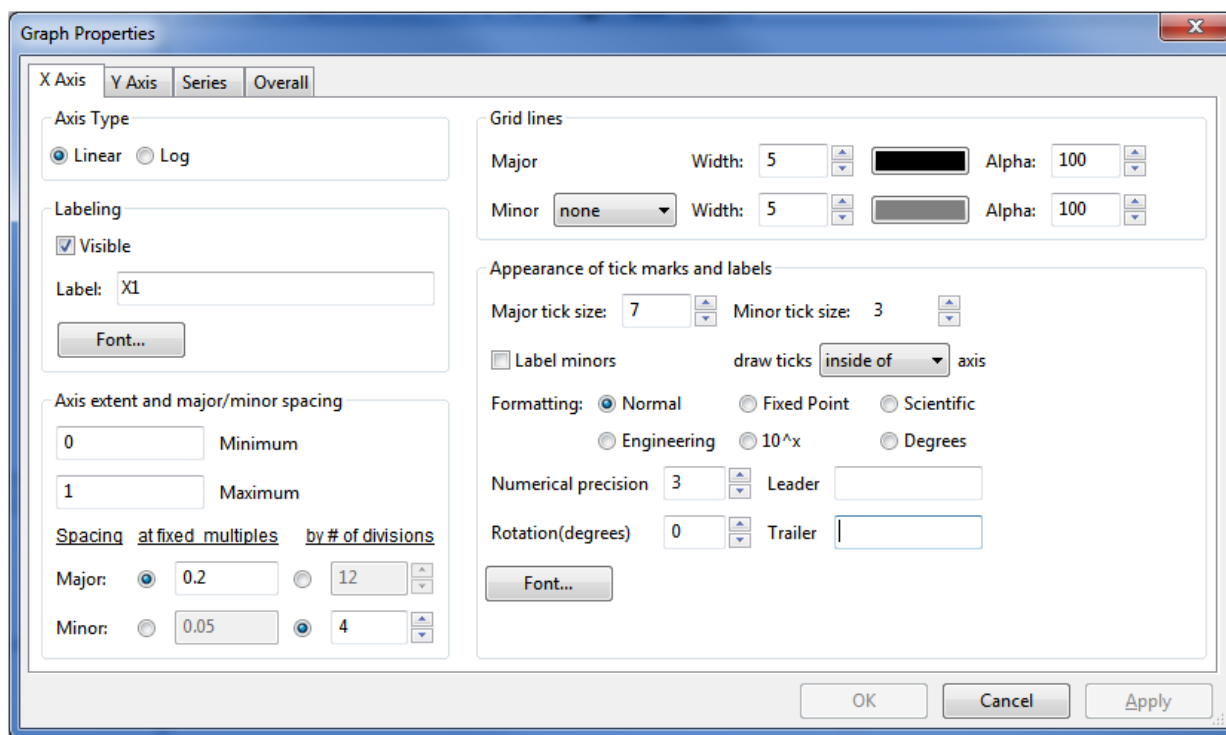 Graph Properties
X Axis Y Axis Series Overall
Axis Type
Linear Log
Labeling
Visible
Label: X1
Font...
Axis extent and major/minor spacing
0 Minimum
1 Maximum
Spacing at fixed multiples by # of divisions
Major: 0.2 12
Minor: 0.05 4
Grid lines
Major Width: 5 Alpha: 100
Minor none Width: 5 Alpha: 100
Appearance of tick marks and labels
Major tick size: 7 Minor tick size: 3
Label minors draw ticks inside of axis
Formatting: Normal Fixed Point Scientific
Engineering 10^x Degrees
Numerical precision 3 Leader
Rotation(degrees) 0 Trailer
Font...
OK Cancel Apply